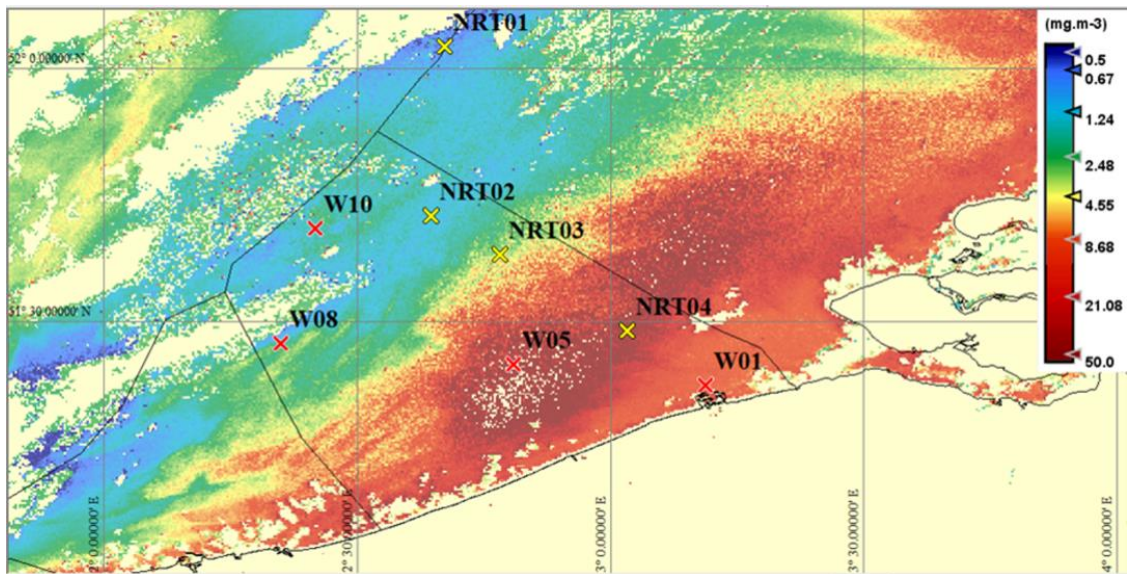 NRT01
(mg.m-3)
52° 0.00000' N
0.5
0.67
1.24
2.48
NRT02
4.55
W10
NRT03
8.68
51° 30 00000' N
21.08
NRT04
W08
W05
W01
50.0
2° 0.00000' E
2° 30 0.00000' E
3° 0.00000' E
3° 30 0.00000' E
4° 0.00000' E